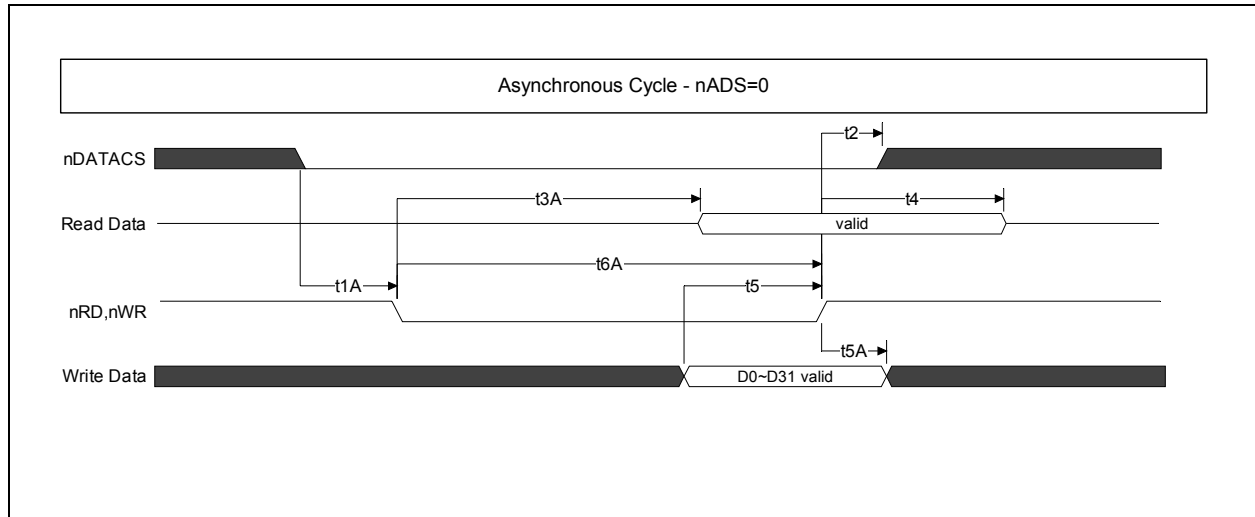 Asynchronous Cycle - nADS=0
t2
nDATACS
t3A
t4
Read Data
valid
t6A
t1A
t5
nRD,nWR
t5A
Write Data
D0~D31 valid